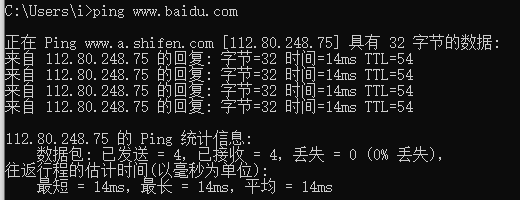 C:\Users\i>ping www.baidu.com
正在 Ping www.a.shifen.com [112.80.248.75] 具有 32 字节的数据:
来自 112.80.248.75 的回复: 字节=32 时间=14ms TTL=54
来自 112.80.248.75 的回复: 字节=32 时间=14ms TTL=54
来自 112.80.248.75 的回复: 字节=32 时间=14ms TTL=54
来自 112.80.248.75 的回复: 字节=32 时间=14ms TTL=54
112.80.248.75 的 Ping 统计信息:
数据包: 已发送 = 4，已接收 = 4，丢失 = 0 (0% 丢失)，
往返行程的估计时间(以毫秒为单位):
最短 = 14ms，最长 = 14ms，平均 = 14ms